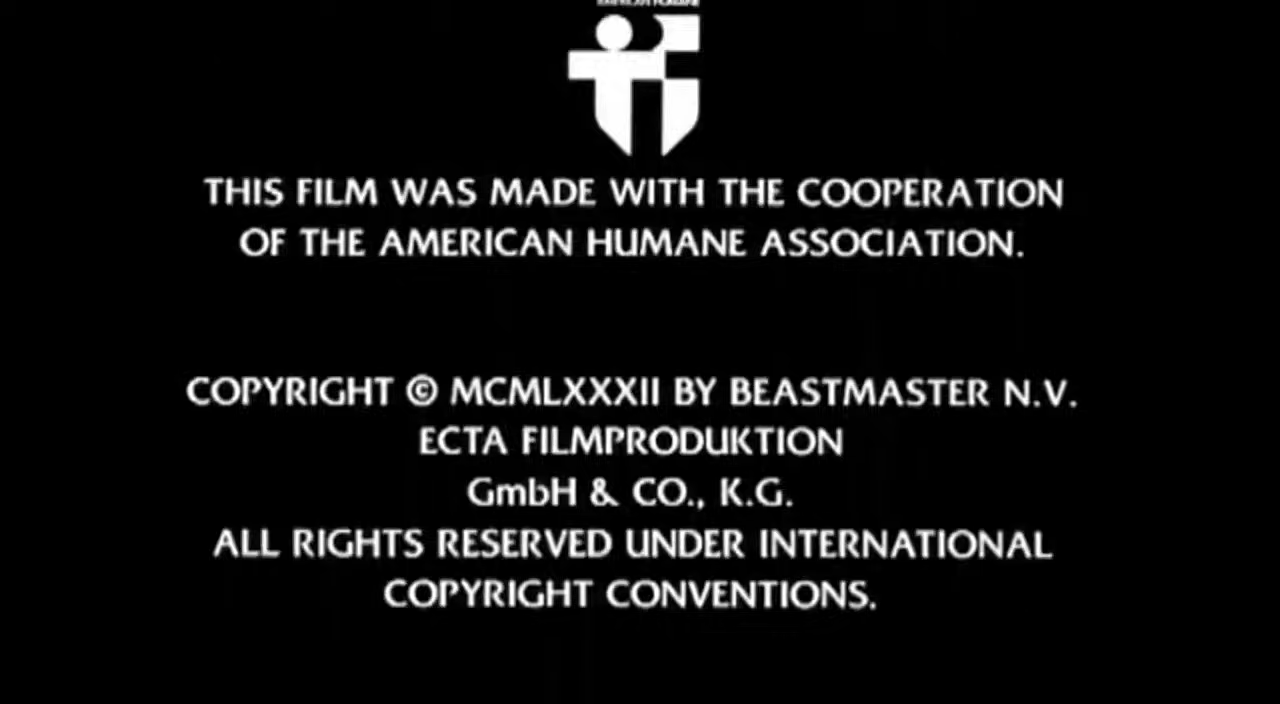 THIS FILM WAS MADE WITH THE COOPERATION
OF THE AMERICAN HUMANE ASSOCIATION.
COPYRIGHT © MCMLXXXII BY BEASTMASTER N.V.
ECTA FILMPRODUKTION
GmbH & CO., K.G.
ALL RIGHTS RESERVED UNDER INTERNATIONAL
COPYRIGHT CONVENTIONS.